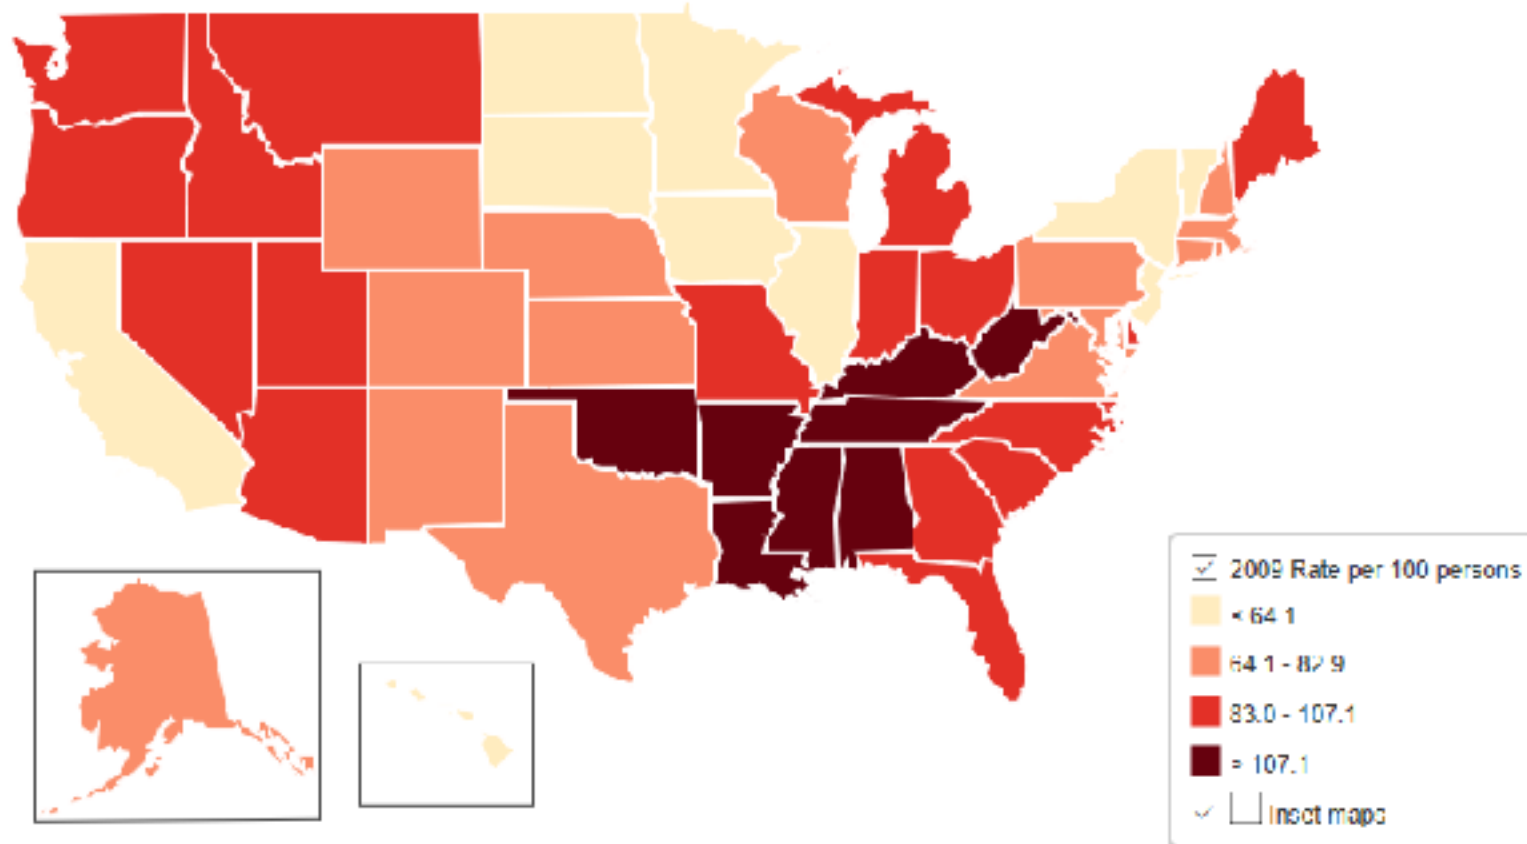 2009 Rate per 100 persons
< 64.1
64.1 - 82.9
83.0 - 107.1
> 107.1
Inset maps